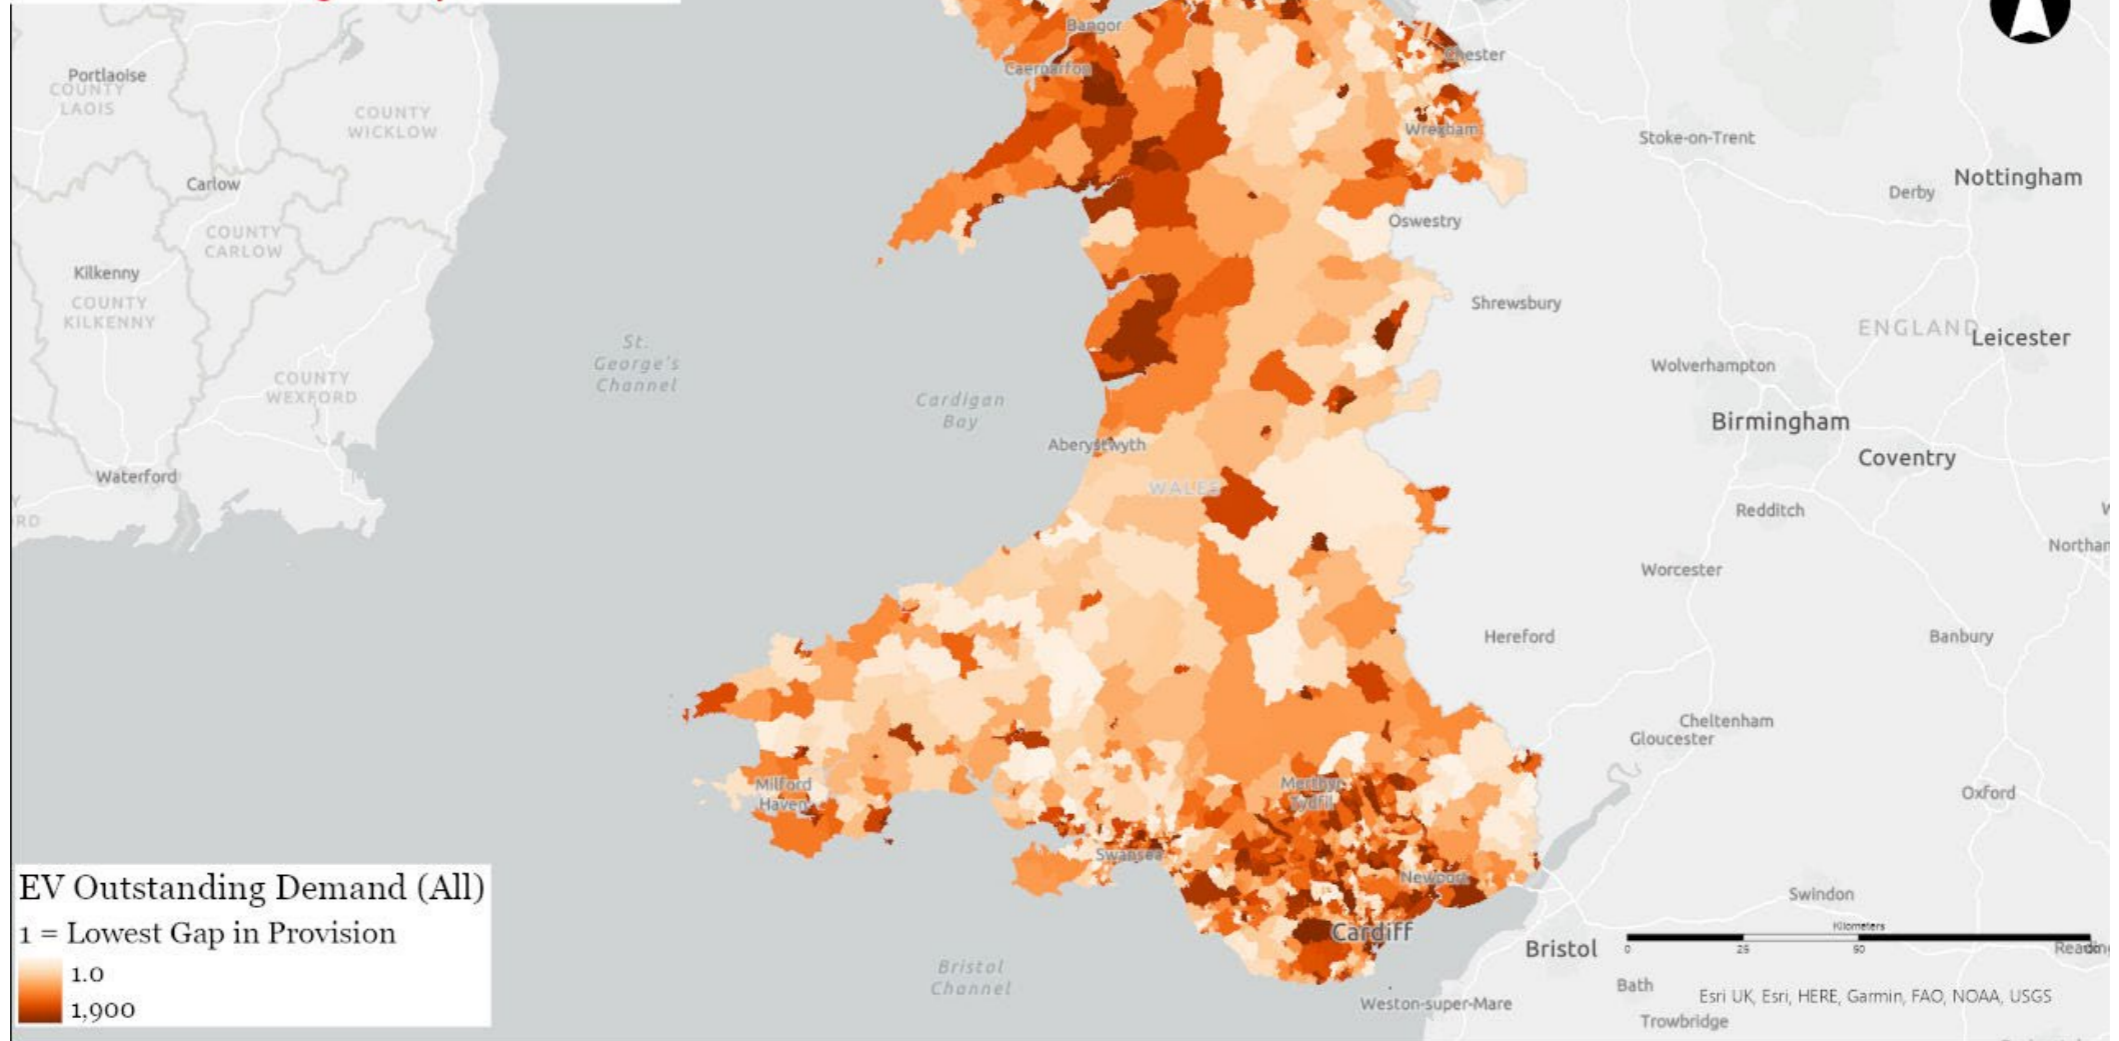 Bangor
Chester
Caernarfon
Portlaoise
COUNTY
LAOIS
COUNTY
WICKLOW
Wrexham
Stoke-on-Trent
Nottingham
Derby
Carlow
Oswestry
COUNTY
CARLOW
Kilkenny
COUNTY
KILKENNY
Shrewsbury
ENGLAND
Leicester
St.
George's
Channel
Wolverhampton
COUNTY
WEXFORD
Cardigan
Bay
Birmingham
Aberystwyth
Coventry
Waterford
WALES
Redditch
Worcester
Hereford
Banbury
Cheltenham
Gloucester
Milford
Haven
Merthyr
Tydfil
Oxford
Swansea
Newport
Swindon
EV Outstanding Demand (All)
1 = Lowest Gap in Provision
1.0
1,900
Cardiff
Bristol
Kilometers
0 25 50
Reading
Bristol
Channel
Weston-super-Mare
Bath
Esri UK, Esri, HERE, Garmin, FAO, NOAA, USGS
Trowbridge